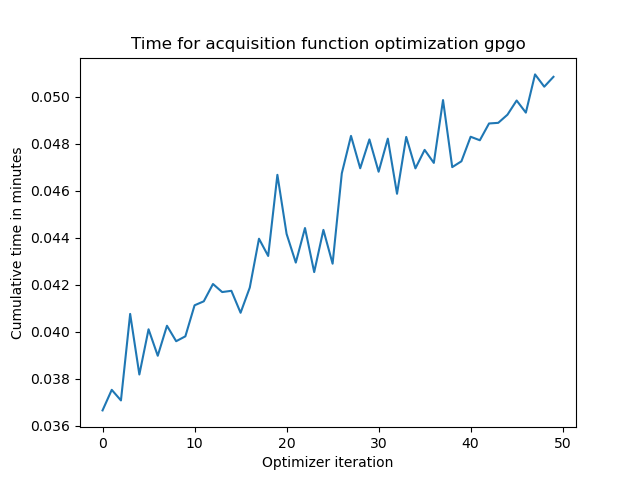 Time for acquisition function optimization gpgo
Cumulative time in minutes
0.050
0.048
0.046
0.044
0.042
0.040
0.038
0.036
0 10 20 30 40 50
Optimizer iteration